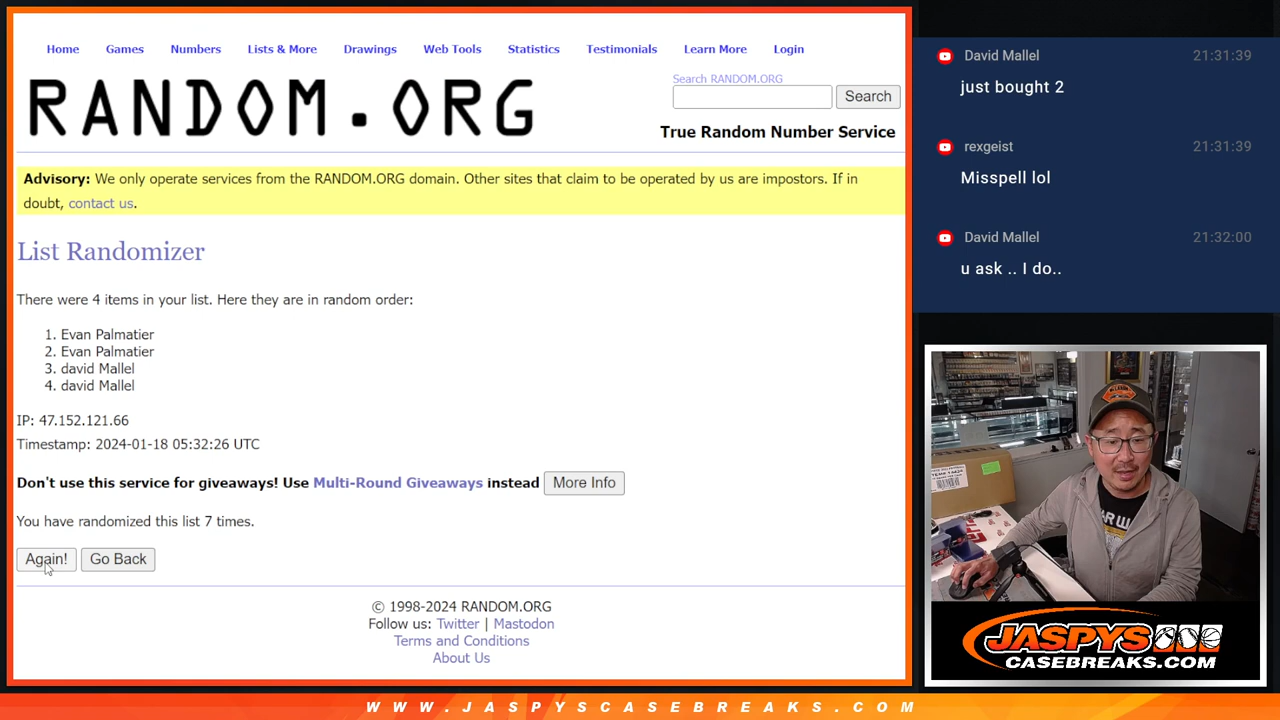 Home Games Numbers Lists & More Drawings Web Tools Statistics Testimonials Learn More Login
RANDOM.ORG
Search RANDOM.ORG
Search
True Random Number Service
Advisory: We only operate services from the RANDOM.ORG domain. Other sites that claim to be operated by us are impostors. If in
doubt, contact us.
List Randomizer
There were 4 items in your list. Here they are in random order:
1. Evan Palmatier
2. Evan Palmatier
3. david Mallel
4. david Mallel
IP: 47.152.121.66
Timestamp: 2024-01-18 05:32:26 UTC
Don't use this service for giveaways! Use Multi-Round Giveaways instead More Info
You have randomized this list 7 times.
Again! Go Back
© 1998-2024 RANDOM.ORG
Follow us: Twitter | Mastodon
Terms and Conditions
About Us
David Mallel 21:31:39
just bought 2
rexgeist 21:31:39
Misspell lol
David Mallel 21:32:00
u ask .. I do..
JASPYS
CASEBREAKS.COM
WWW.JASPYSCASEBREAKS.COM